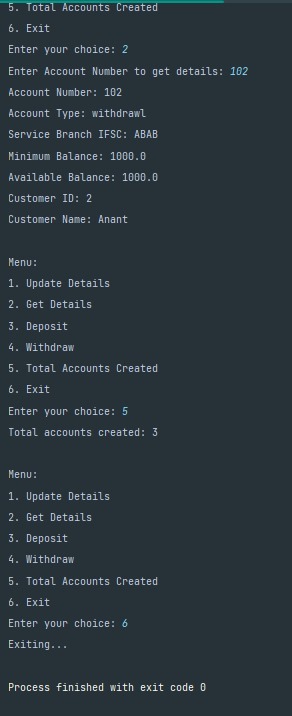 5. Total Accounts Created
6. Exit
Enter your choice: 2
Enter Account Number to get details: 102
Account Number: 102
Account Type: withdrawl
Service Branch IFSC: ABAB
Minimum Balance: 1000.0
Available Balance: 1000.0
Customer ID: 2
Customer Name: Anant
Menu:
1. Update Details
2. Get Details
3. Deposit
4. Withdraw
5. Total Accounts Created
6. Exit
Enter your choice: 5
Total accounts created: 3
Menu:
1. Update Details
2. Get Details
3. Deposit
4. Withdraw
5. Total Accounts Created
6. Exit
Enter your choice: 6
Exiting...
Process finished with exit code 0